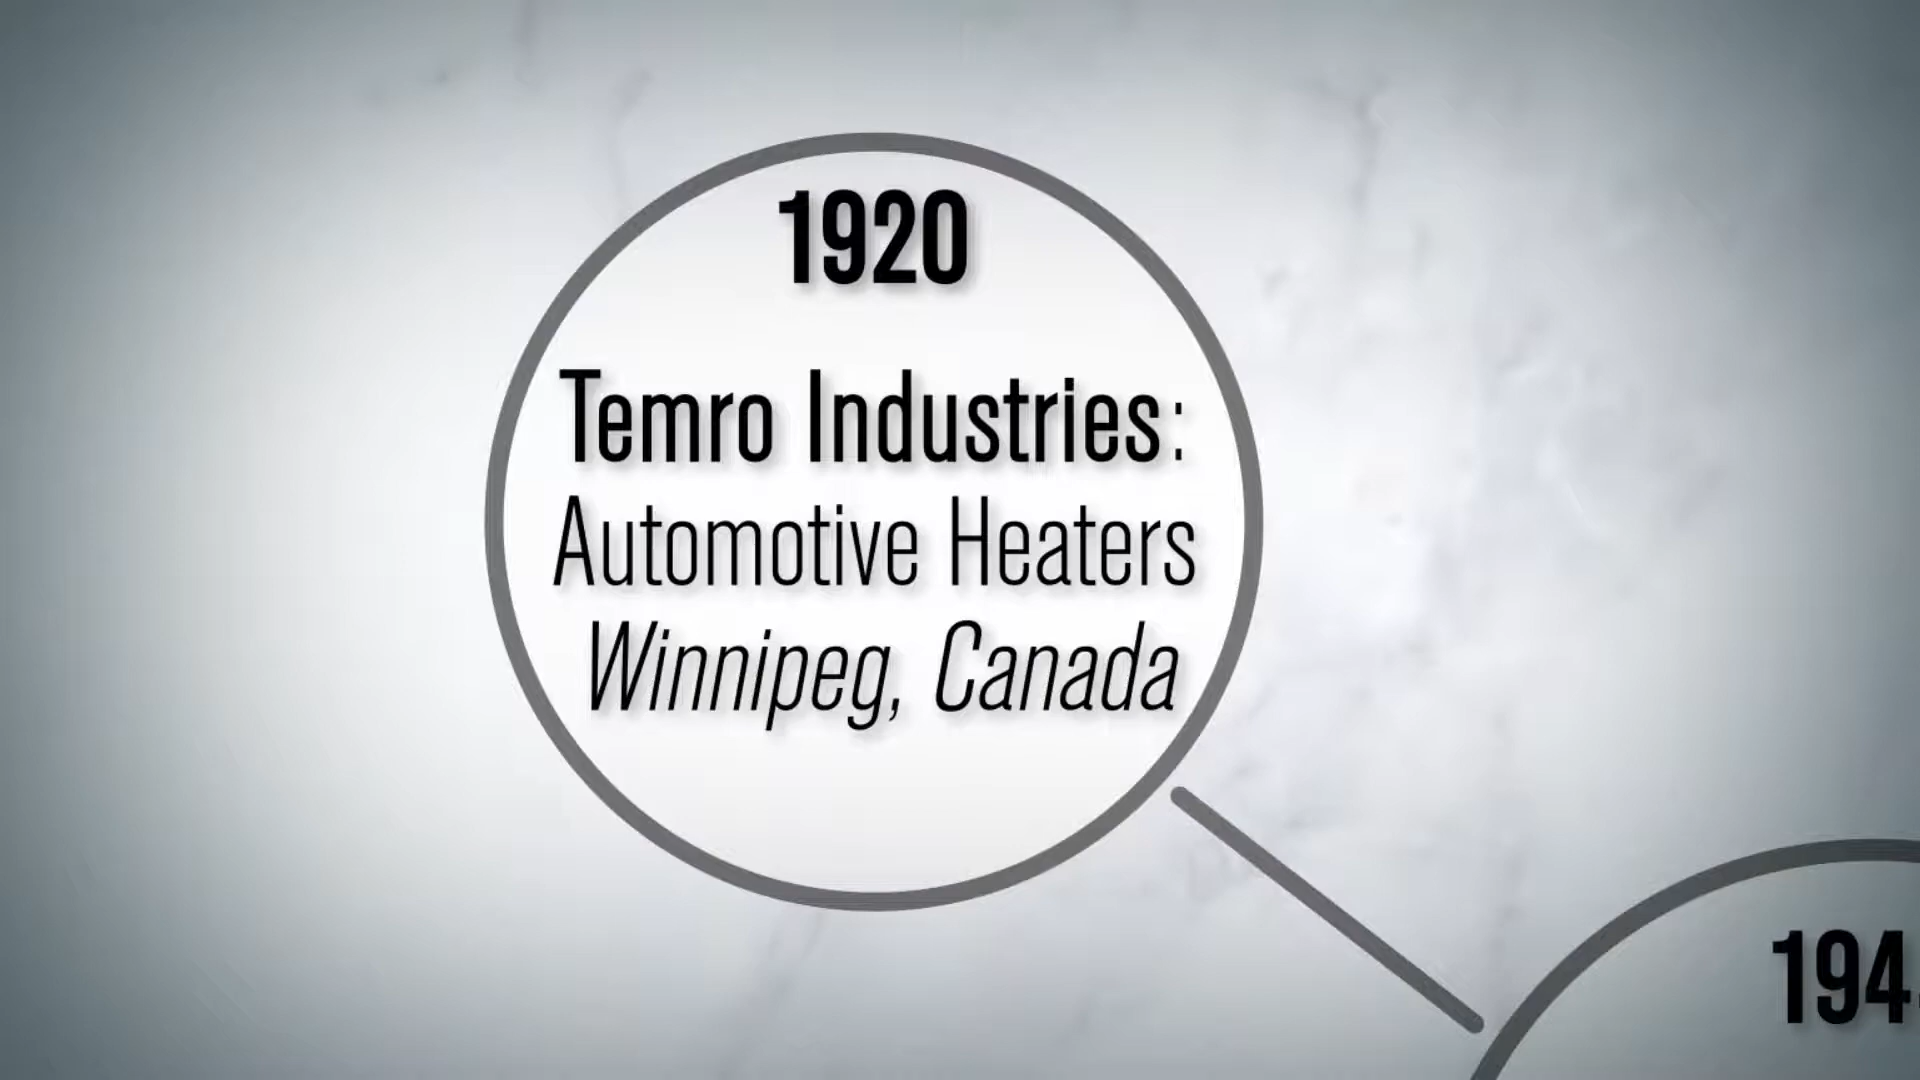 1920
Temro Industries:
Automotive Heaters
Winnipeg, Canada
194